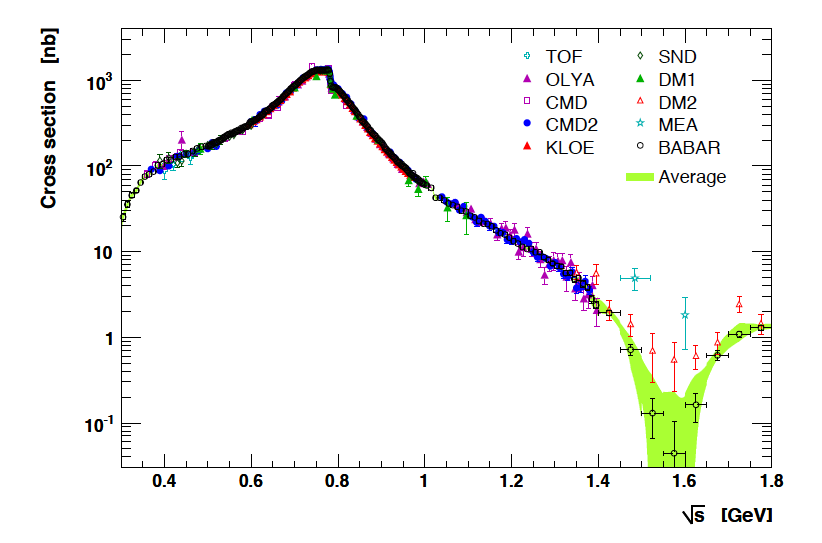 Cross section [nb]
10³
10²
10
1
10⁻¹
TOF
OLYA
CMD
CMD2
KLOE
SND
DM1
DM2
MEA
BABAR
Average
0.4 0.6 0.8 1 1.2 1.4 1.6 1.8
√s [GeV]